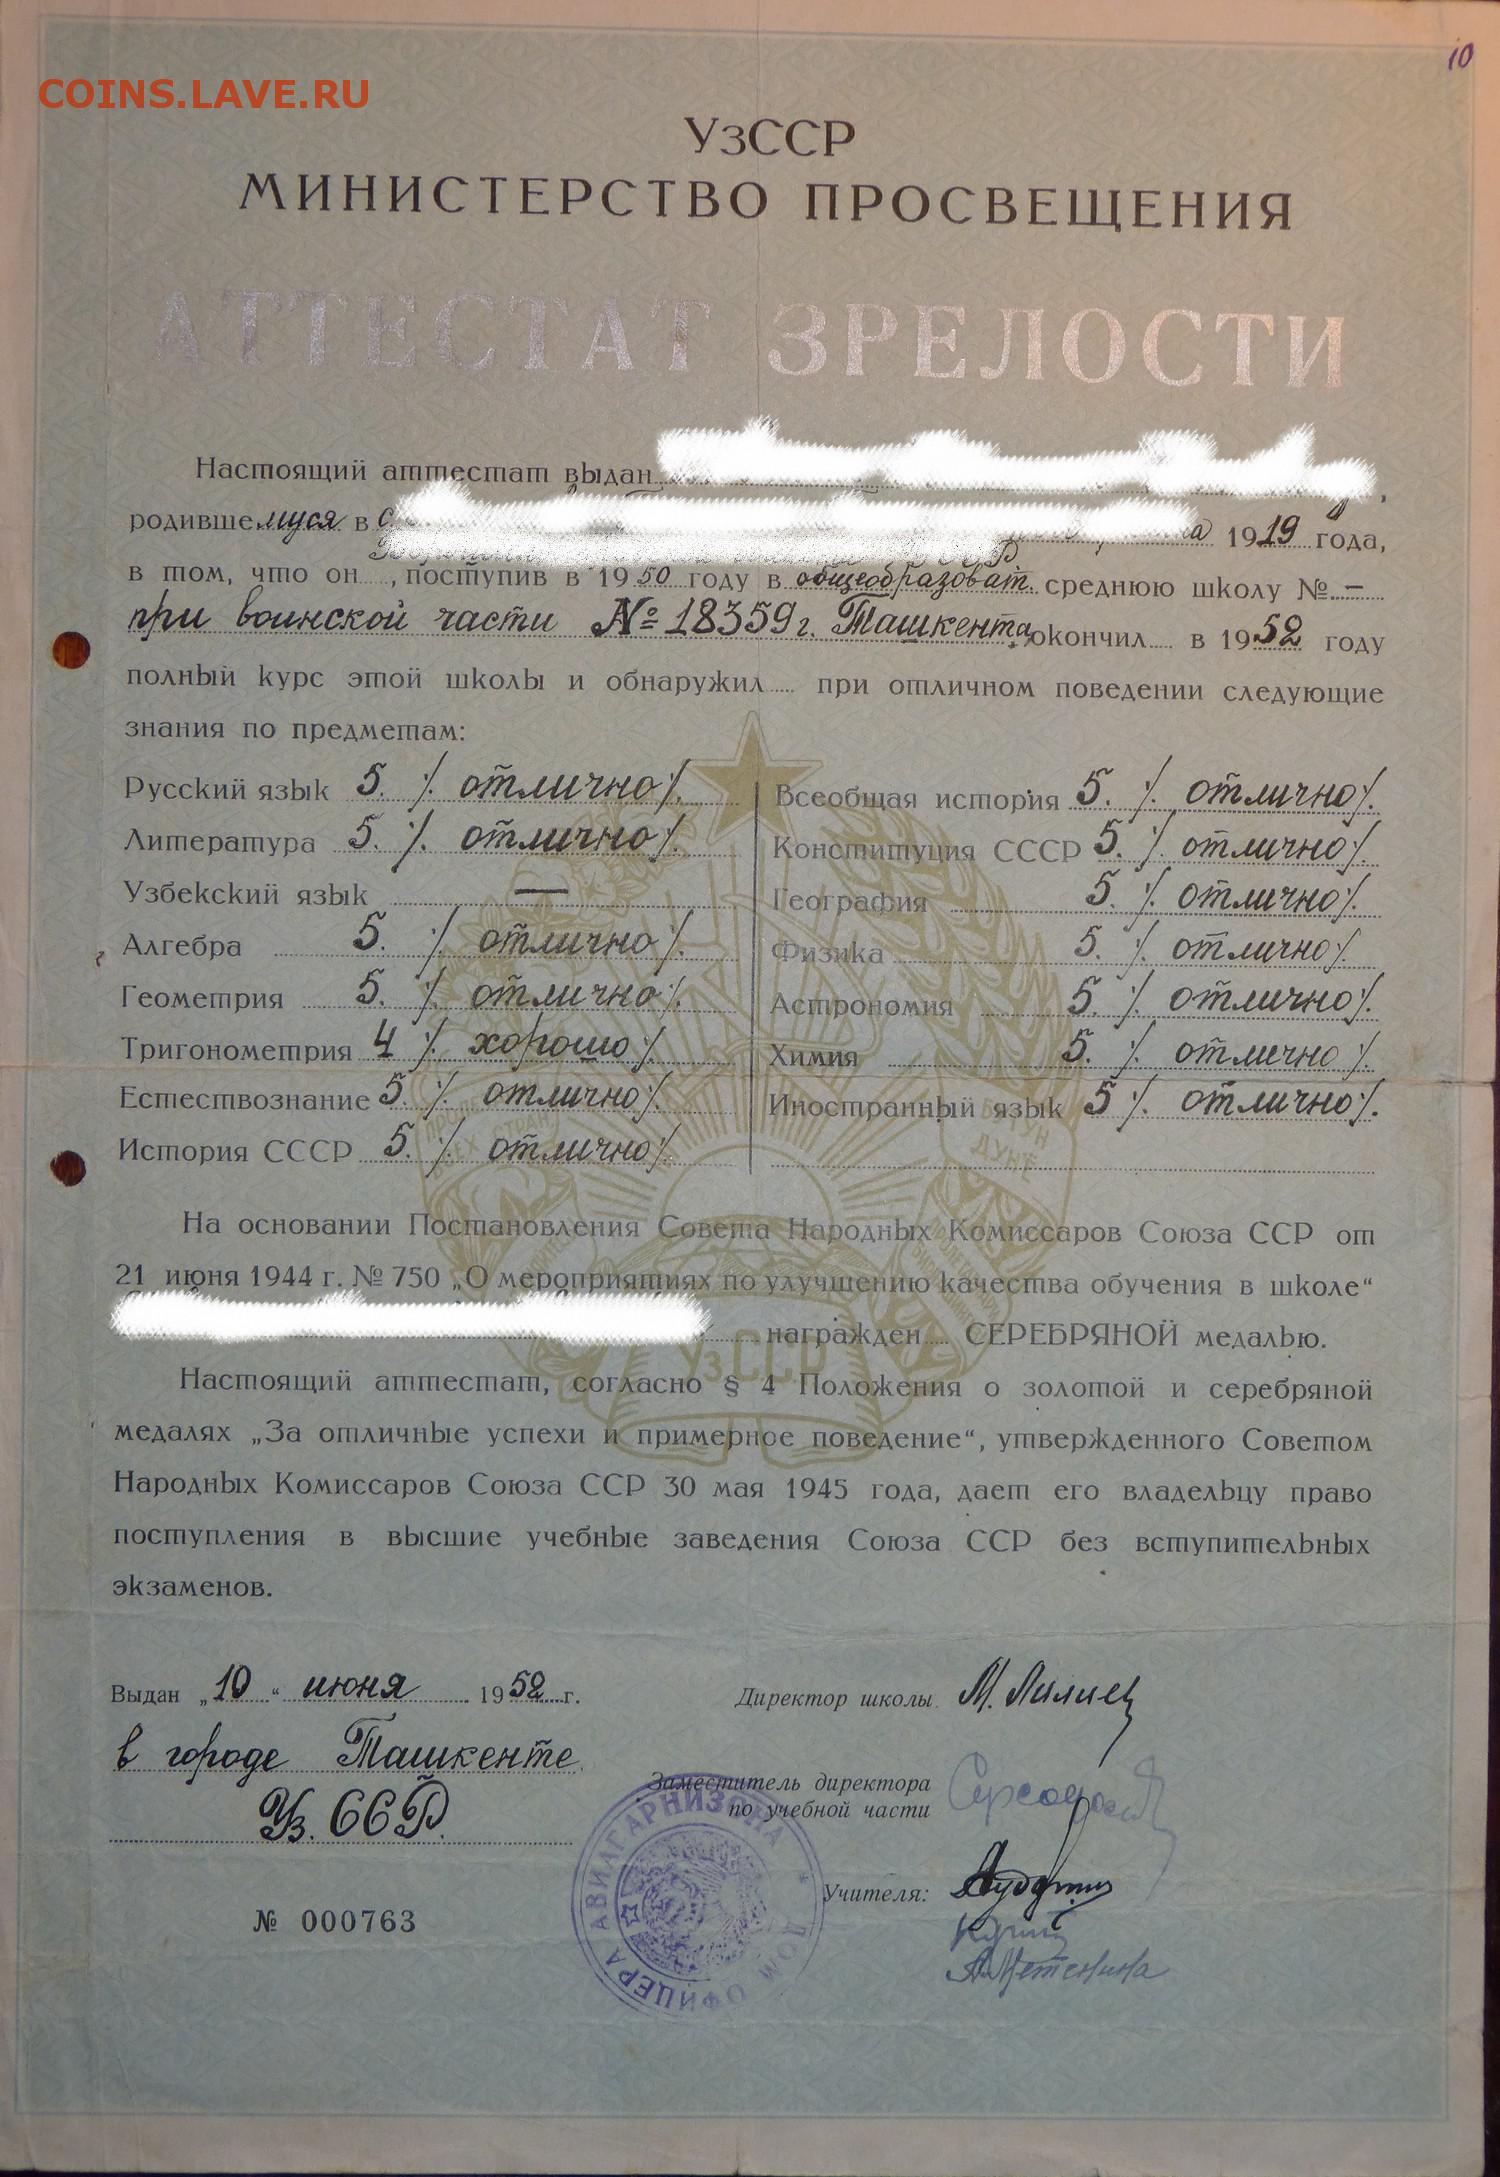 10
COINS.LAVE.RU
УзССР
МИНИСТЕРСТВО ПРОСВЕЩЕНИЯ
АТТЕСТАТ ЗРЕЛОСТИ
Настоящий аттестат выдан
родившемуся в с. 1919 года,
в том, что он, поступив в 1950 году в общеобразоват. среднюю школу № —
при воинской части № 18359 г. Ташкента, окончил в 1952 году
полный курс этой школы и обнаружил при отличном поведении следующие
знания по предметам:
Русский язык 5. ·/. отлично ·/.
Литература 5. ·/. отлично ·/.
Узбекский язык —
Алгебра 5. ·/. отлично ·/.
Геометрия 5. ·/. отлично ·/.
Тригонометрия 4 ·/. хорошо ·/.
Естествознание 5. ·/. отлично ·/.
История СССР 5. ·/. отлично ·/.
Всеобщая история 5. ·/. отлично ·/.
Конституция СССР 5. ·/. отлично ·/.
География 5. ·/. отлично ·/.
Физика 5. ·/. отлично ·/.
Астрономия 5. ·/. отлично ·/.
Химия 5. ·/. отлично ·/.
Иностранный язык 5 ·/. отлично ·/.
На основании Постановления Совета Народных Комиссаров Союза ССР от
21 июня 1944 г. № 750 „О мероприятиях по улучшению качества обучения в школе“
награжден СЕРЕБРЯНОЙ медалью.
УзССР
Настоящий аттестат, согласно § 4 Положения о золотой и серебряной
медалях „За отличные успехи и примерное поведение“, утвержденного Советом
Народных Комиссаров Союза ССР 30 мая 1945 года, дает его владельцу право
поступления в высшие учебные заведения Союза ССР без вступительных
экзаменов.
Выдан „10“ июня 1952 г.
в городе Ташкенте
Уз. ССР.
№ 000763
Директор школы
Заместитель директора
по учебной части
Учителя:
ДОМ ОФИЦЕРА АВИАГАРНИЗОНА